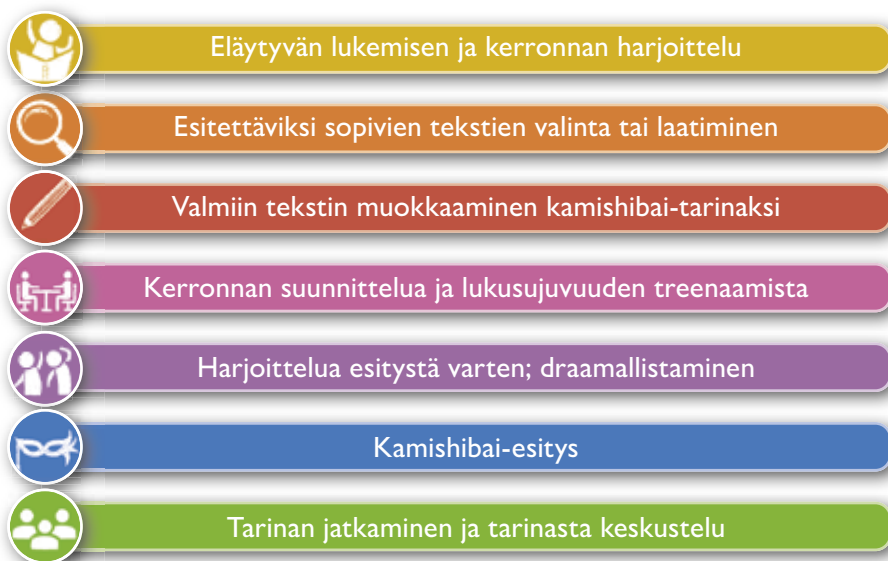 Eläytyvän lukemisen ja kerronnan harjoittelu
Esitettäviksi sopivien tekstien valinta tai laatiminen
Valmiin tekstin muokkaaminen kamishibai-tarinaksi
Kerronnan suunnittelua ja lukusujuvuuden treenaamista
Harjoittelua esitystä varten; draamallistaminen
Kamishibai-esitys
Tarinan jatkaminen ja tarinasta keskustelu